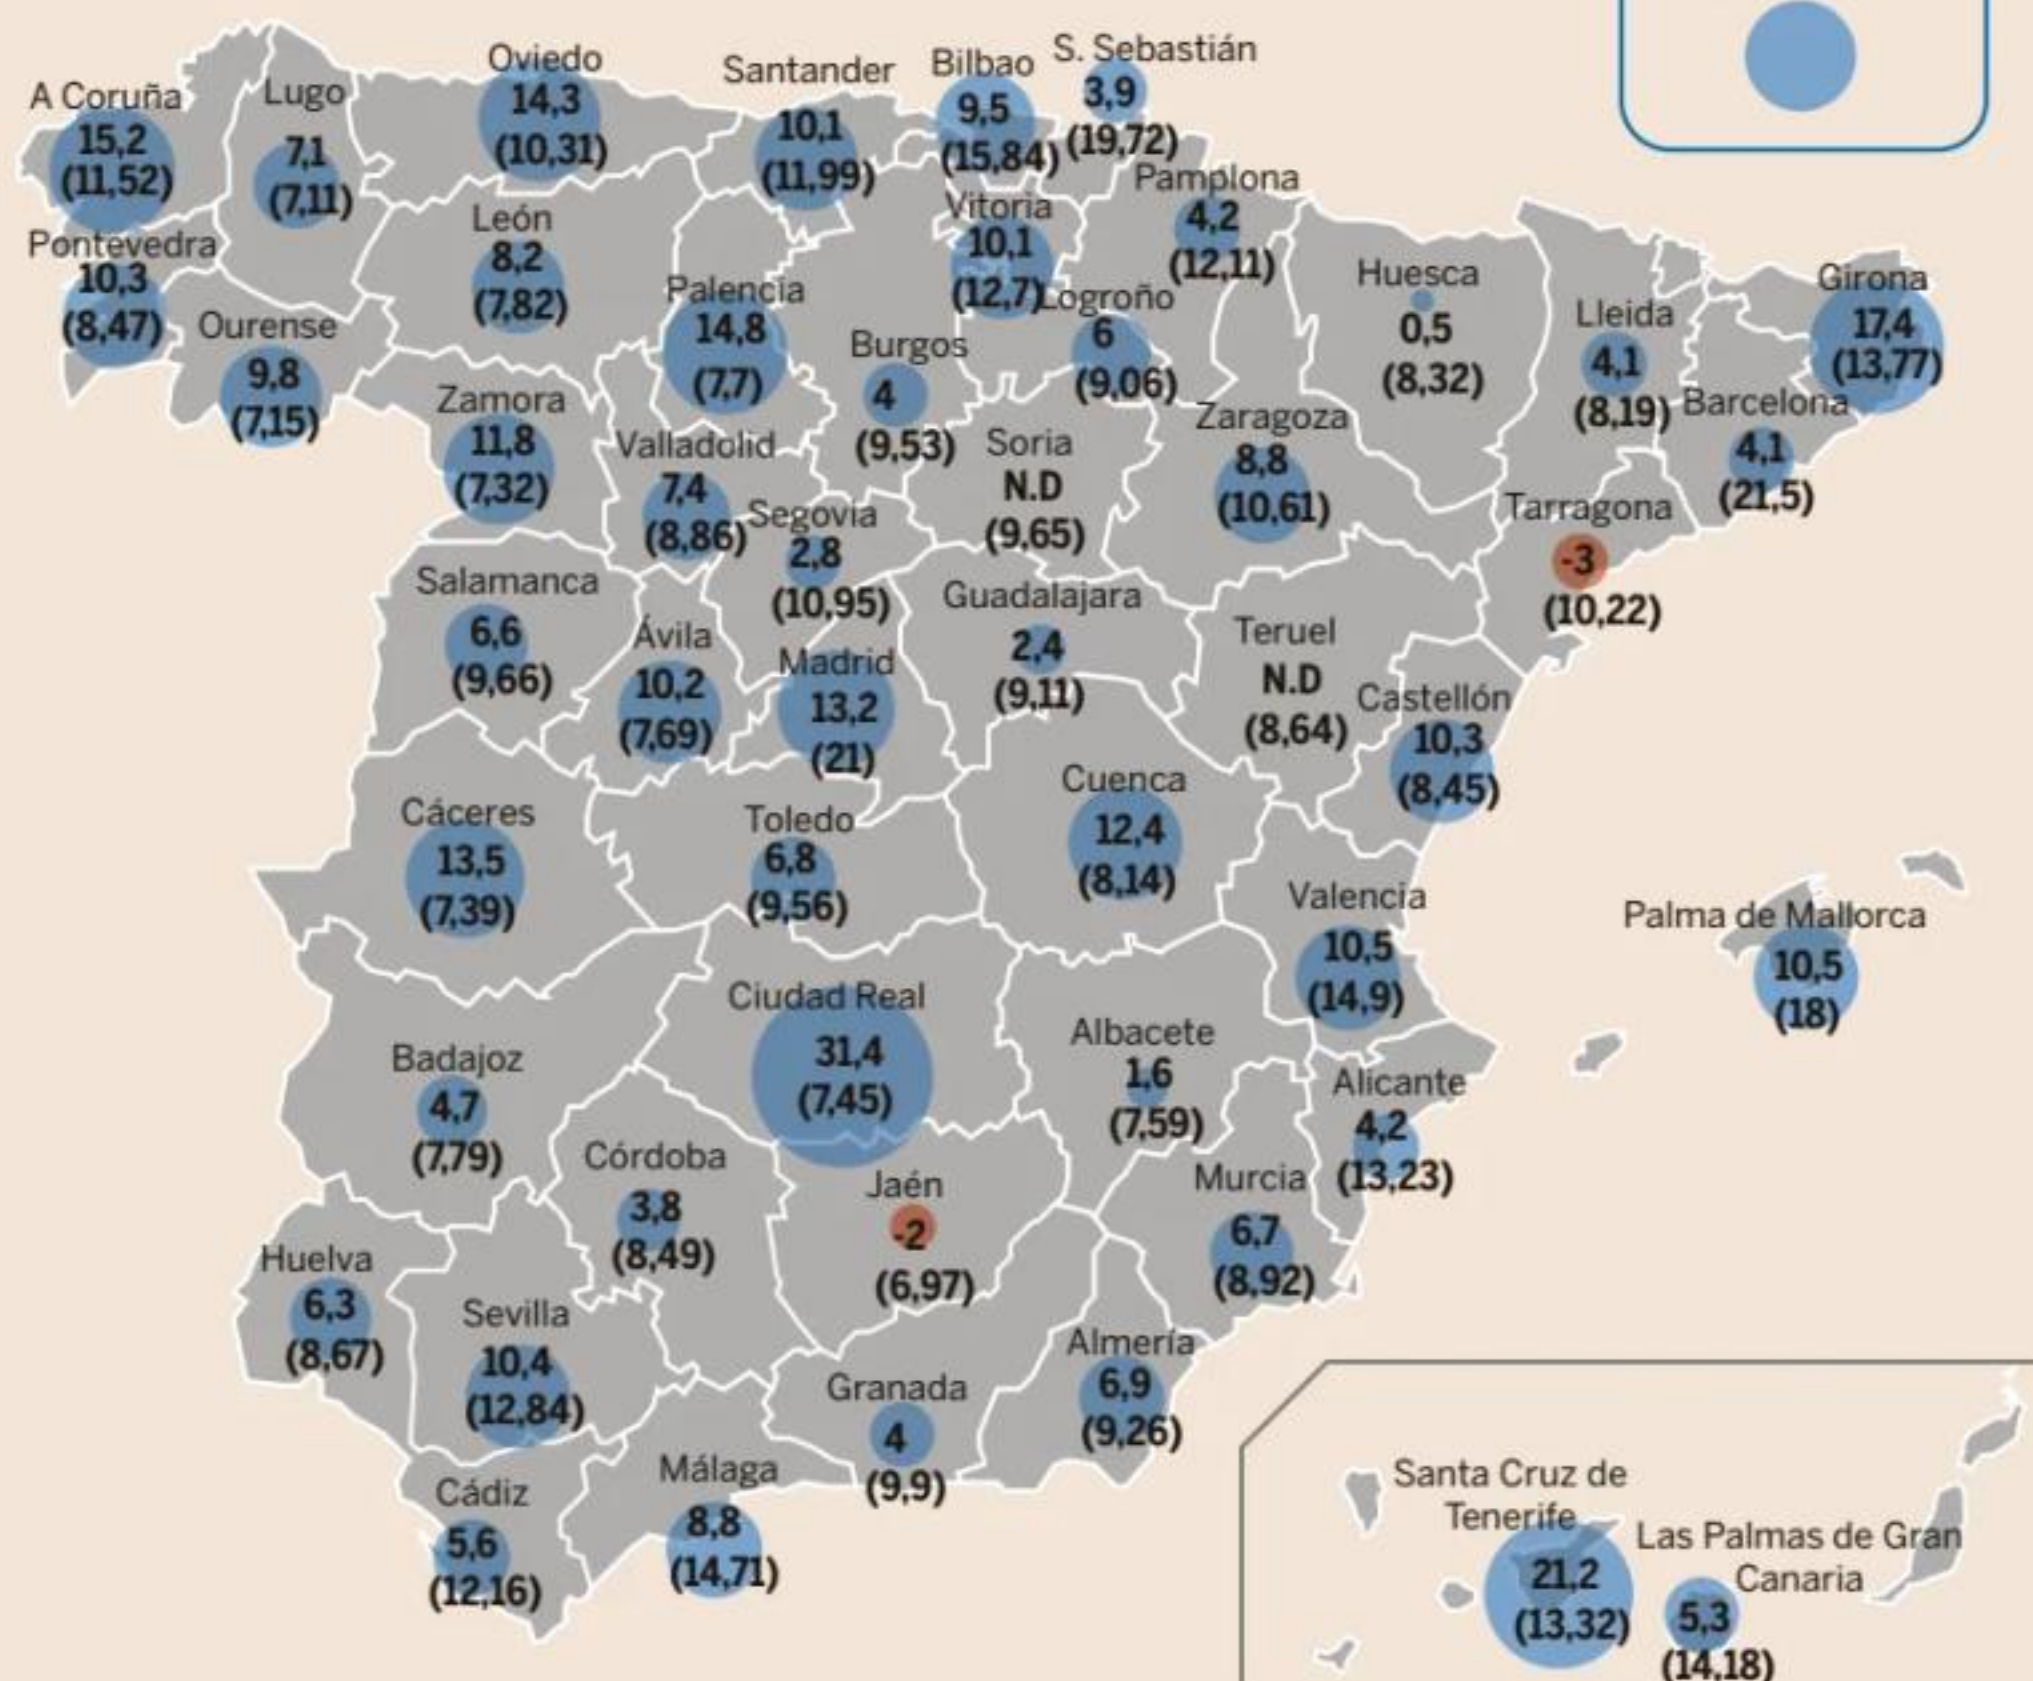 A Coruña
15,2
(11,52)
Lugo
7,1
(7,11)
Oviedo
14,3
(10,31)
Santander
10,1
(11,99)
Bilbao
9,5
(15,84)
S. Sebastián
3,9
(19,72)
Pontevedra
10,3
(8,47)
Ourense
9,8
(7,15)
León
8,2
(7,82)
Palencia
14,8
(7,7)
Burgos
4
(9,53)
Vitoria
10,1
(12,7)
Logroño
6
(9,06)
Pamplona
4,2
(12,11)
Huesca
0,5
(8,32)
Lleida
4,1
(8,19)
Girona
17,4
(13,77)
Barcelona
4,1
(21,5)
Zamora
11,8
(7,32)
Valladolid
7,4
(8,86)
Segovia
2,8
(10,95)
Soria
N.D
(9,65)
Zaragoza
8,8
(10,61)
Tarragona
-3
(10,22)
Salamanca
6,6
(9,66)
Ávila
10,2
(7,69)
Madrid
13,2
(21)
Guadalajara
2,4
(9,11)
Teruel
N.D
(8,64)
Castellón
10,3
(8,45)
Cáceres
13,5
(7,39)
Toledo
6,8
(9,56)
Cuenca
12,4
(8,14)
Valencia
10,5
(14,9)
Palma de Mallorca
10,5
(18)
Badajoz
4,7
(7,79)
Ciudad Real
31,4
(7,45)
Albacete
1,6
(7,59)
Alicante
4,2
(13,23)
Córdoba
3,8
(8,49)
Jaén
-2
(6,97)
Murcia
6,7
(8,92)
Huelva
6,3
(8,67)
Sevilla
10,4
(12,84)
Granada
4
(9,9)
Almería
6,9
(9,26)
Cádiz
5,6
(12,16)
Málaga
8,8
(14,71)
Santa Cruz de
Tenerife
21,2
(13,32)
Las Palmas de Gran
Canaria
5,3
(14,18)